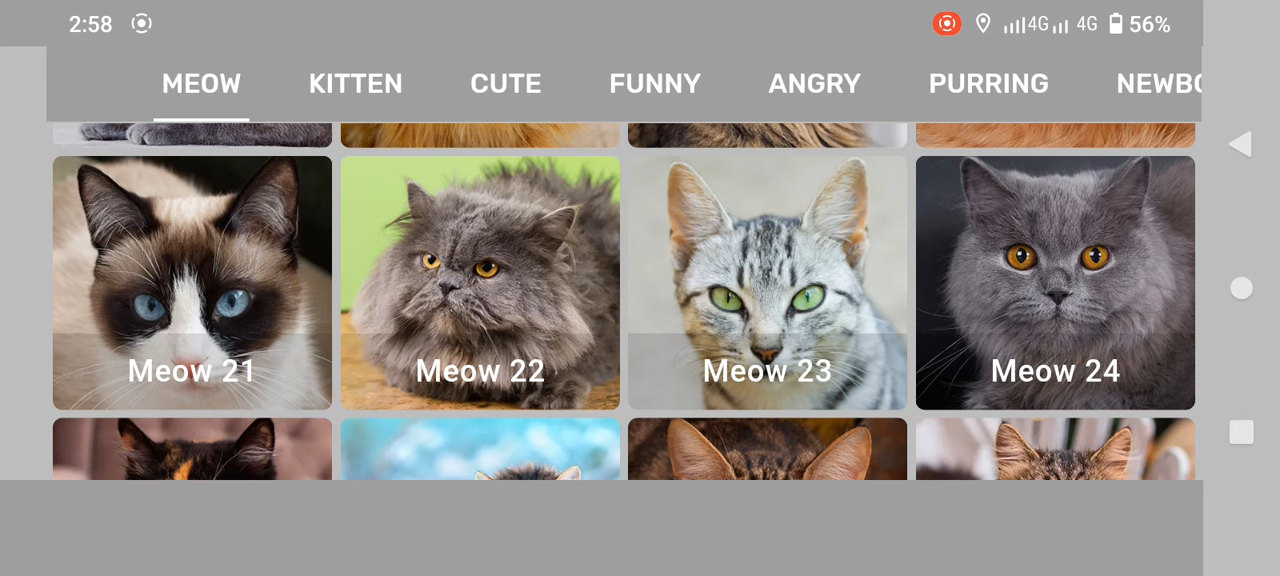 2:58 4G 4G 56%
MEOW KITTEN CUTE FUNNY ANGRY PURRING NEWBO
Meow 21 Meow 22 Meow 23 Meow 24